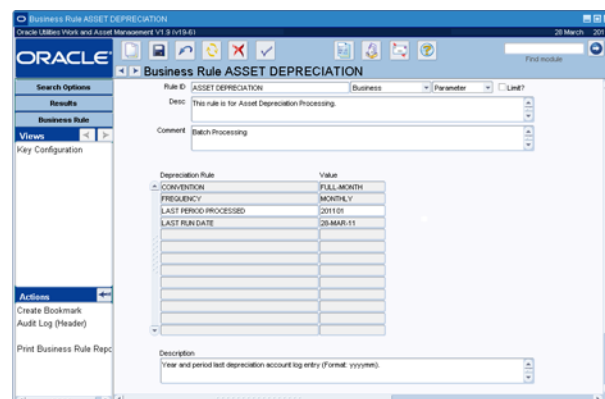 Business Rule ASSET DEPRECIATION
Oracle Utilities Work and Asset Management V1.9 (v19-6) 28 March 201
ORACLE
Find module
Business Rule ASSET DEPRECIATION
Search Options
Results
Business Rule
Views
Key Configuration
Rule ID ASSET DEPRECIATION Business Parameter Limit?
Desc This rule is for Asset Depreciation Processing.
Comment Batch Processing
Depreciation Rule Value
CONVENTION FULL-MONTH
FREQUENCY MONTHLY
LAST PERIOD PROCESSED 201101
LAST RUN DATE 28-MAR-11
Actions
Create Bookmark
Audit Log (Header)
Print Business Rule Repc
Description
Year and period last depreciation account log entry (Format: yyyymm).